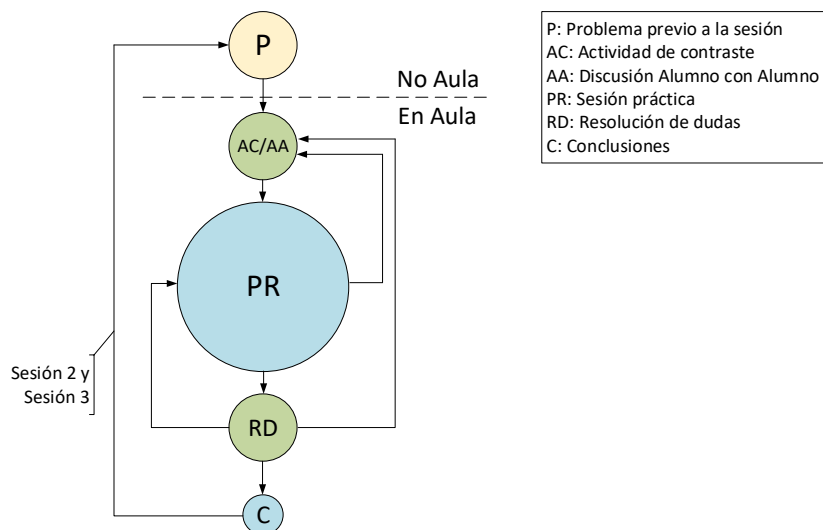 P
No Aula
En Aula
AC/AA
PR
Sesión 2 y
Sesión 3
RD
C
P: Problema previo a la sesión
AC: Actividad de contraste
AA: Discusión Alumno con Alumno
PR: Sesión práctica
RD: Resolución de dudas
C: Conclusiones